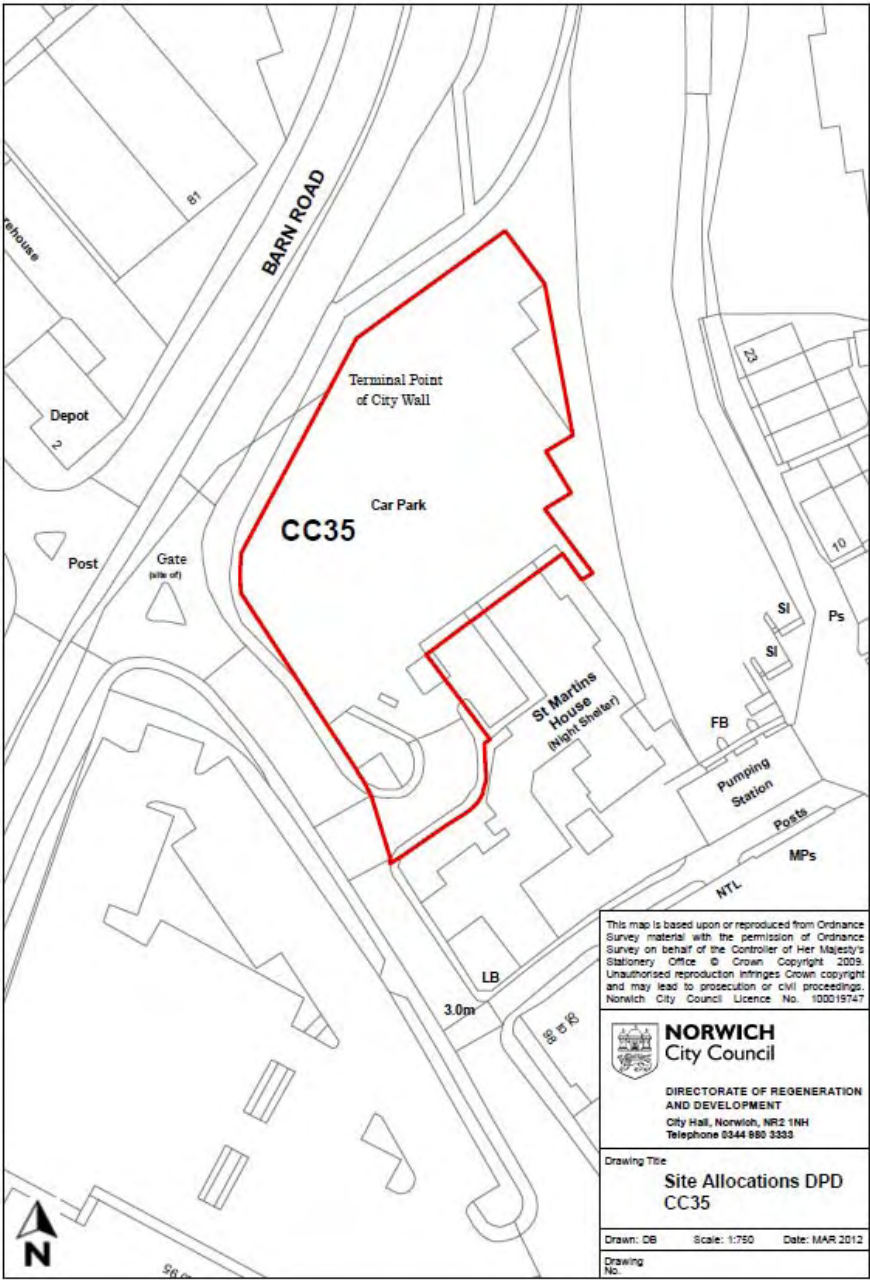 81
BARN ROAD
rehouse
Terminal Point
of City Wall
23
Depot
2
Car Park
CC35
Post
Gate
(site of)
10
SI
Ps
SI
St Martins
House
(Night Shelter)
FB
Pumping
Station
Posts
MPs
NTL
LB
3.0m
This map is based upon or reproduced from Ordnance
Survey material with the permission of Ordnance
Survey on behalf of the Controller of Her Majesty's
Stationery Office © Crown Copyright 2009.
Unauthorised reproduction infringes Crown copyright
and may lead to prosecution or civil proceedings.
Norwich City Council Licence No. 100019747
NORWICH
City Council
DIRECTORATE OF REGENERATION
AND DEVELOPMENT
City Hall, Norwich, NR2 1NH
Telephone 0344 980 3333
Drawing Title
Site Allocations DPD
CC35
Drawn: DB Scale: 1:750 Date: MAR 2012
Drawing
No.
N